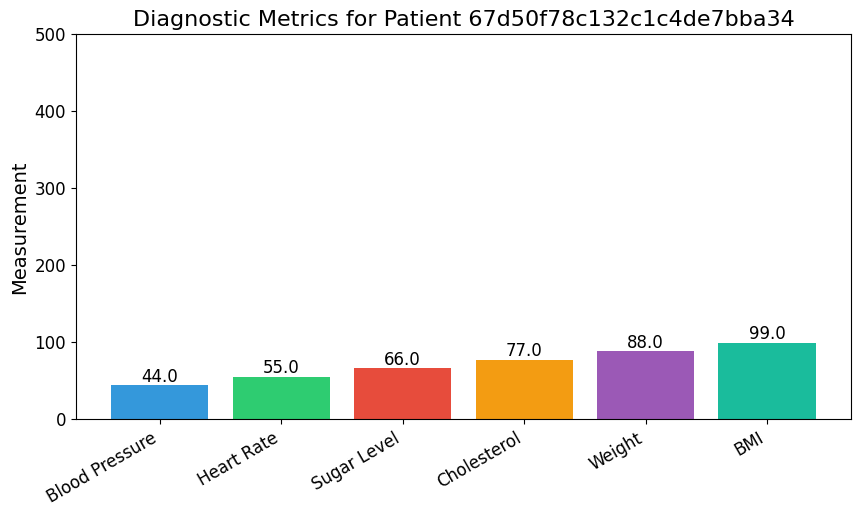 Diagnostic Metrics for Patient 67d50f78c132c1c4de7bba34
Measurement
500
400
300
200
100
0
44.0
55.0
66.0
77.0
88.0
99.0
Blood Pressure
Heart Rate
Sugar Level
Cholesterol
Weight
BMI